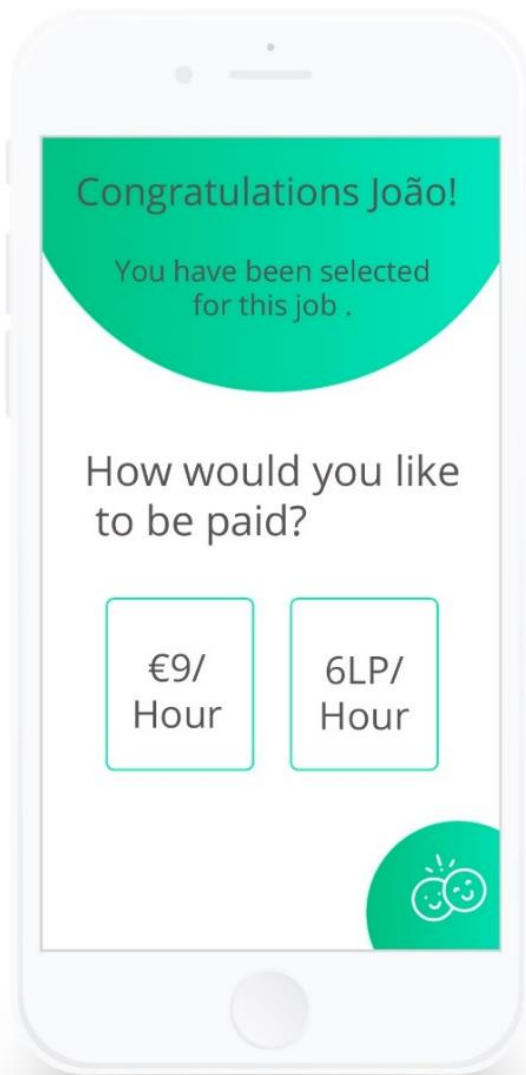 Congratulations João!
You have been selected
for this job .
How would you like
to be paid?
€9/
Hour
6LP/
Hour